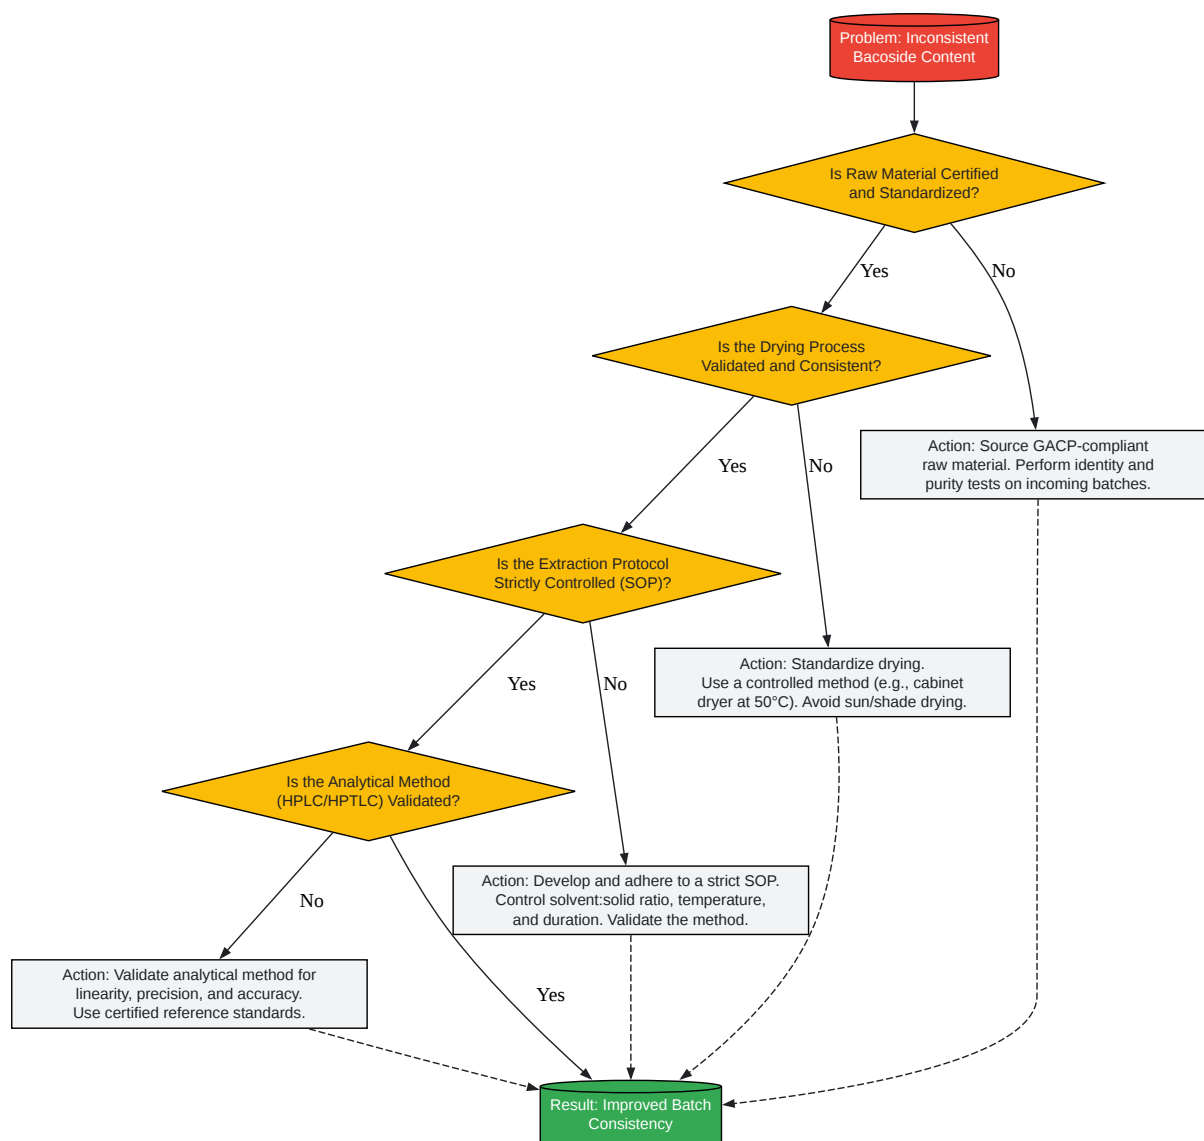 Problem: Inconsistent
Bacoside Content
Is Raw Material Certified
and Standardized?
Yes
No
Is the Drying Process
Validated and Consistent?
Action: Source GACP-compliant
raw material. Perform identity and
purity tests on incoming batches.
Yes
No
Is the Extraction Protocol
Strictly Controlled (SOP)?
Action: Standardize drying.
Use a controlled method (e.g., cabinet
dryer at 50°C). Avoid sun/shade drying.
Yes
No
Is the Analytical Method
(HPLC/HPTLC) Validated?
Action: Develop and adhere to a strict SOP.
Control solvent:solid ratio, temperature,
and duration. Validate the method.
No
Yes
Action: Validate analytical method for
linearity, precision, and accuracy.
Use certified reference standards.
Result: Improved Batch
Consistency